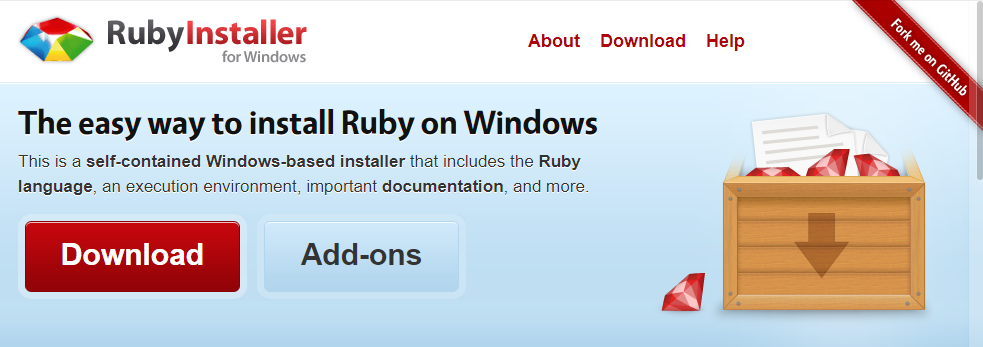 RubyInstaller
for Windows
About Download Help
Fork me on GitHub
The easy way to install Ruby on Windows
This is a self-contained Windows-based installer that includes the Ruby
language, an execution environment, important documentation, and more.
Download Add-ons